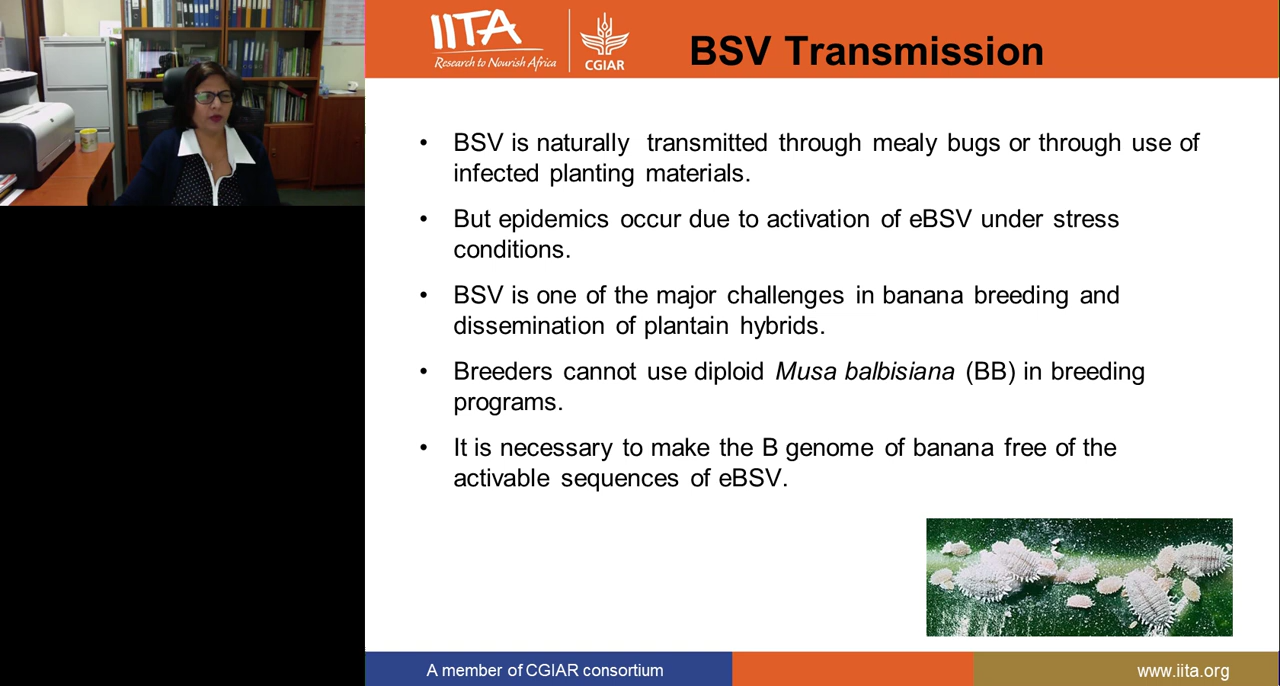 IITA
Research to Nourish Africa
CGIAR
BSV Transmission
• BSV is naturally transmitted through mealy bugs or through use of
infected planting materials.
• But epidemics occur due to activation of eBSV under stress
conditions.
• BSV is one of the major challenges in banana breeding and
dissemination of plantain hybrids.
• Breeders cannot use diploid Musa balbisiana (BB) in breeding
programs.
• It is necessary to make the B genome of banana free of the
activable sequences of eBSV.
A member of CGIAR consortium
www.iita.org